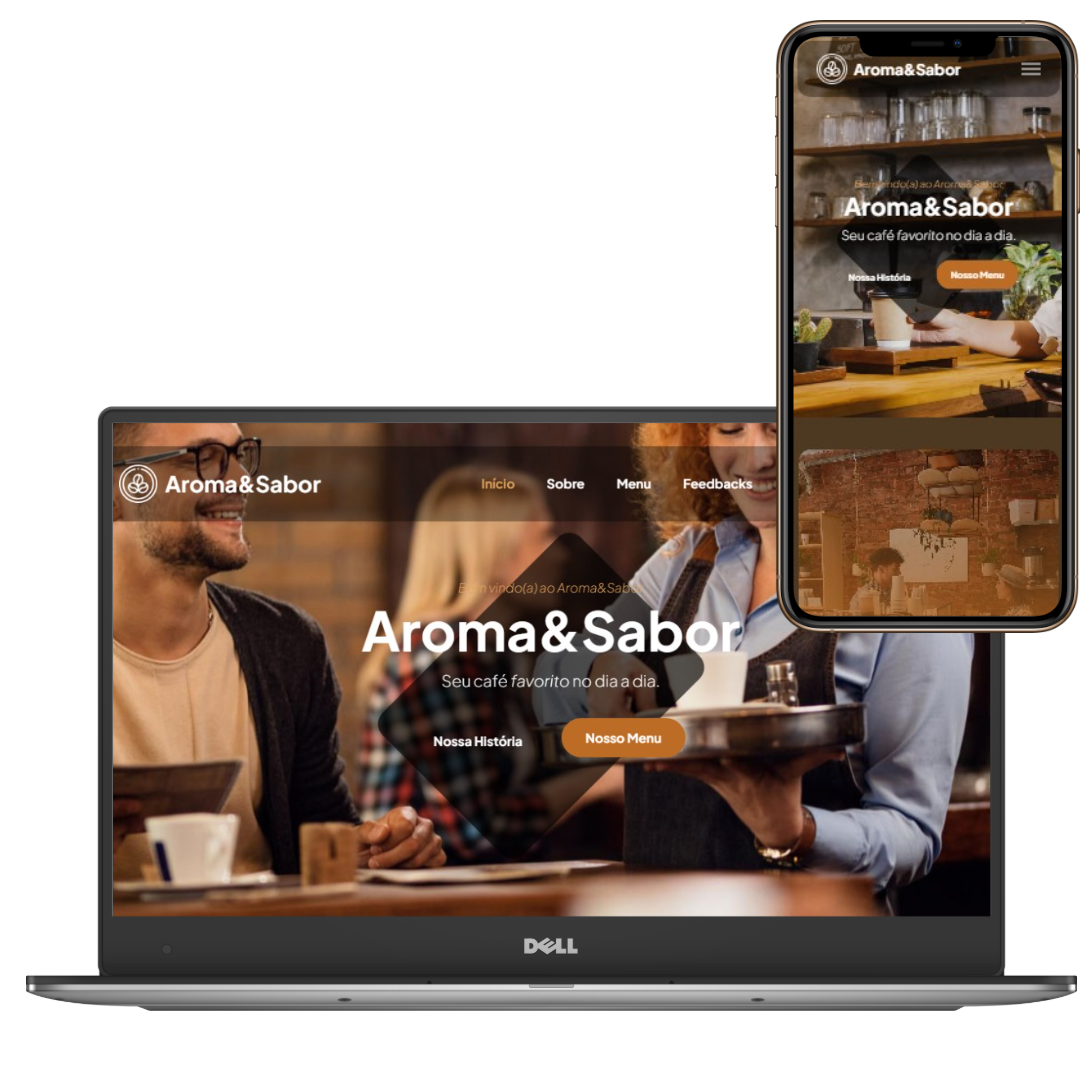 Aroma&Sabor
Bem vindo(a) ao Aroma&Sabor
Aroma&Sabor
Seu café favorito no dia a dia.
Nossa História
Nosso Menu
Aroma&Sabor
Início
Sobre
Menu
Feedbacks
Bem vindo(a) ao Aroma&Sabor
Aroma&Sabor
Seu café favorito no dia a dia.
Nossa História
Nosso Menu
DELL